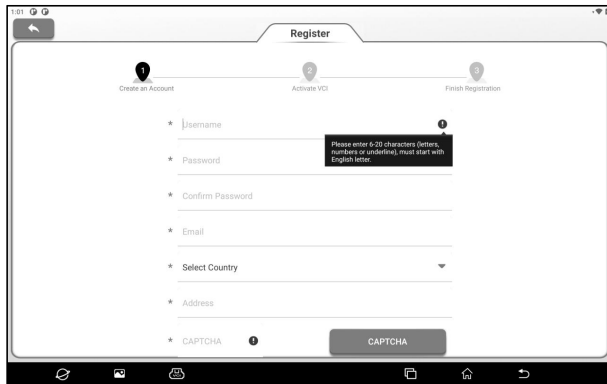 1:01
Register
1
2
3
Create an Account
Activate VCI
Finish Registration
* Username
Please enter 6-20 characters (letters,
numbers or underline), must start with
English letter.
* Password
* Confirm Password
* Email
* Select Country
* Address
* CAPTCHA
CAPTCHA
VCI